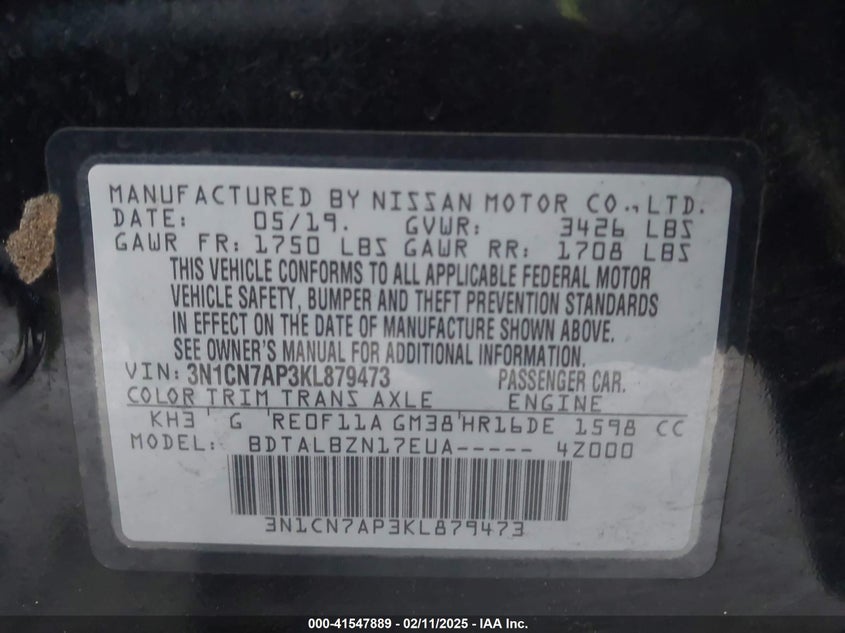 MANUFACTURED BY NISSAN MOTOR CO., LTD.
DATE: 05/19. GVWR: 3426 LBS
GAWR FR: 1750 LBS GAWR RR: 1708 LBS
THIS VEHICLE CONFORMS TO ALL APPLICABLE FEDERAL MOTOR
VEHICLE SAFETY, BUMPER AND THEFT PREVENTION STANDARDS
IN EFFECT ON THE DATE OF MANUFACTURE SHOWN ABOVE.
SEE OWNER'S MANUAL FOR ADDITIONAL INFORMATION.
VIN: 3N1CN7AP3KL879473 PASSENGER CAR.
COLOR TRIM TRANS AXLE ENGINE
KH3 ' G 'RE0F11A GM38'HR16DE 1598 CC
MODEL: BDTALBZN17EUA----- 4Z000
3N1CN7AP3KL879473
000-41547889 - 02/11/2025 - IAA Inc.